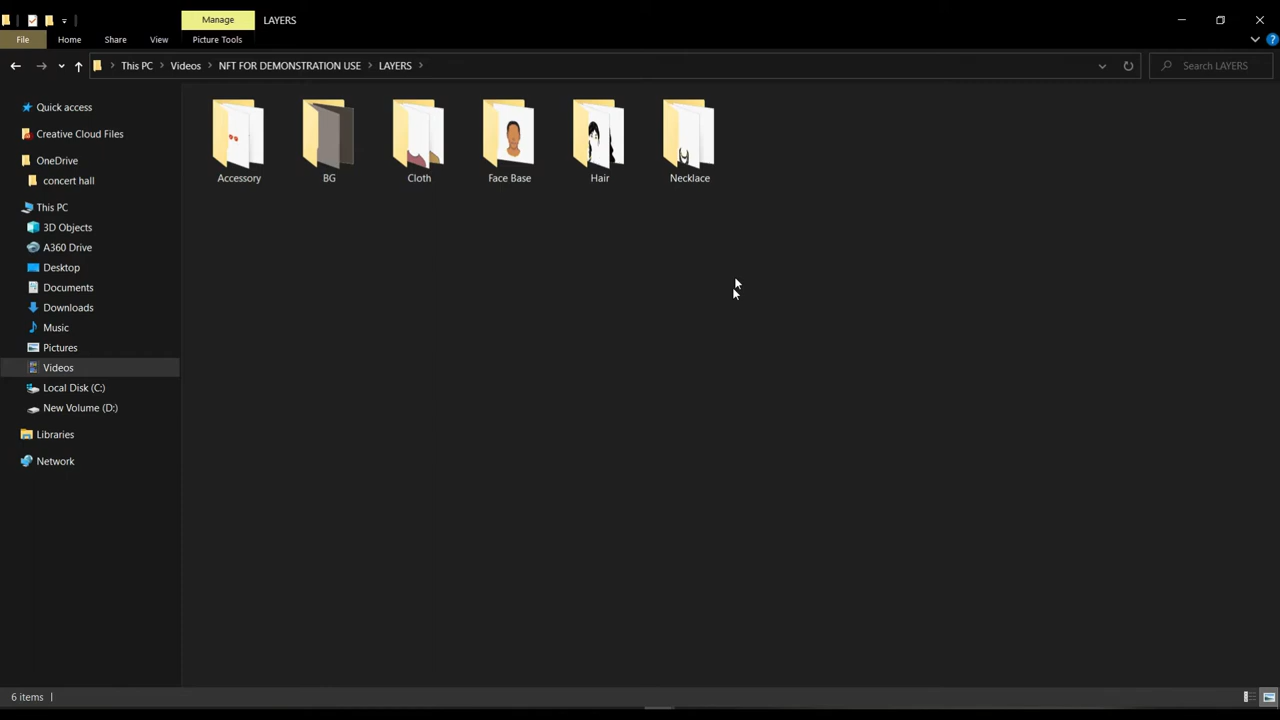 Manage
LAYERS
File
Home
Share
View
Picture Tools
This PC
Videos
NFT FOR DEMONSTRATION USE
LAYERS
Search LAYERS
Quick access
Creative Cloud Files
OneDrive
concert hall
This PC
3D Objects
A360 Drive
Desktop
Documents
Downloads
Music
Pictures
Videos
Local Disk (C:)
New Volume (D:)
Libraries
Network
Accessory
BG
Cloth
Face Base
Hair
Necklace
6 items